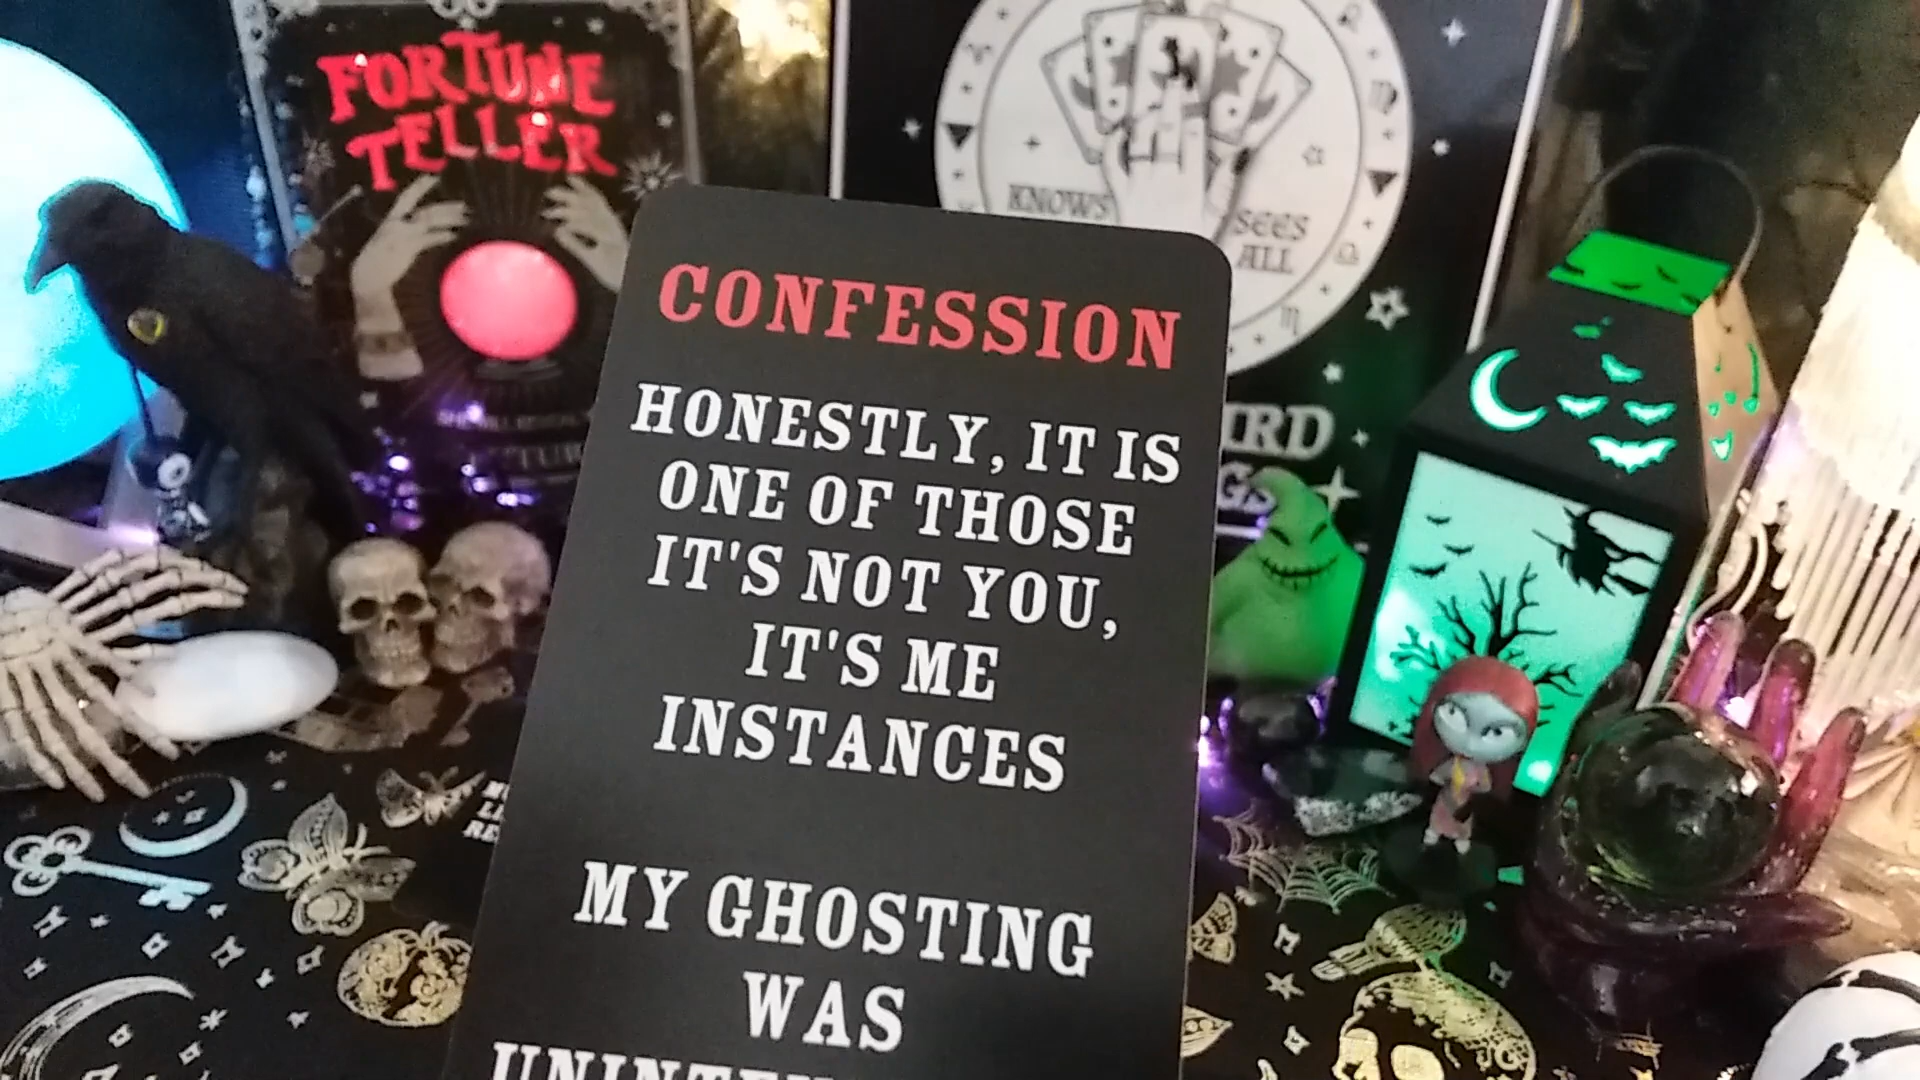 FORTUNE
TELLER
KNOWS
SEES
ALL
CONFESSION
HONESTLY, IT IS
ONE OF THOSE
IT'S NOT YOU,
IT'S ME
INSTANCES
MY GHOSTING
WAS